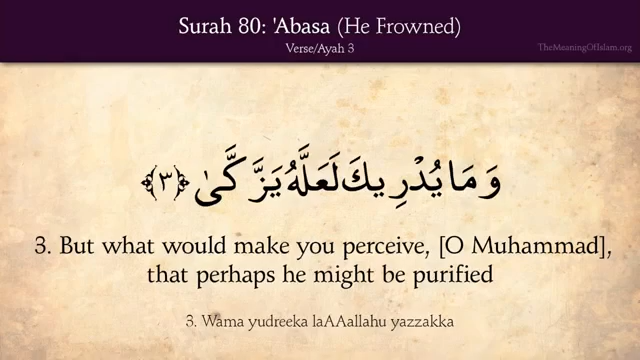 Surah 80: 'Abasa (He Frowned)
Verse/Ayah 3
TheMeaningOfIslam.org
وَمَا يُدْرِيكَ لَعَلَّهُ يَزَّكَّىٰ ﴿٣﴾
3. But what would make you perceive, [O Muhammad],
that perhaps he might be purified
3. Wama yudreeka laAAallahu yazzakka